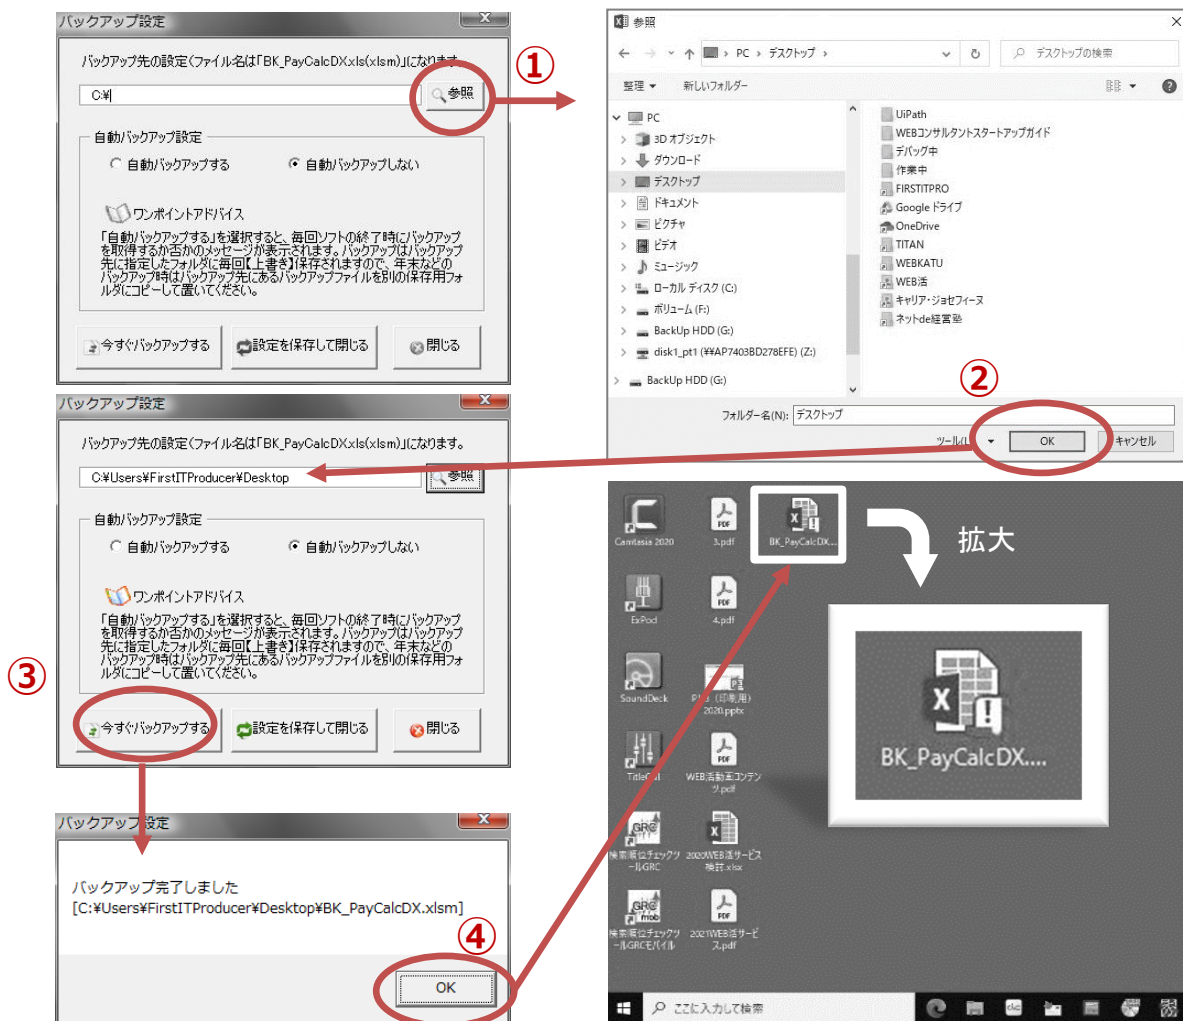 バックアップ設定
バックアップ先の設定(ファイル名は「BK_PayCalcDX.xls(xlsm)」になります。
C:¥
参照
①
自動バックアップ設定
自動バックアップする
自動バックアップしない
ワンポイントアドバイス
「自動バックアップする」を選択すると、毎回ソフトの終了時にバックアップ
を取得するか否かのメッセージが表示されます。バックアップはバックアップ
先に指定したフォルダに毎回【上書き】保存されますので、年末などの
バックアップ時はバックアップ先にあるバックアップファイルを別の保存用フォ
ルダにコピーして置いてください。
今すぐバックアップする
設定を保存して閉じる
閉じる
参照
PC › デスクトップ ›
デスクトップの検索
整理
新しいフォルダー
PC
3D オブジェクト
ダウンロード
デスクトップ
ドキュメント
ピクチャ
ビデオ
ミュージック
ローカル ディスク (C:)
ボリューム (F:)
BackUp HDD (G:)
disk1_pt1 (¥¥AP7403BD278EFE) (Z:)
BackUp HDD (G:)
UiPath
WEBコンサルタントスタートアップガイド
デバッグ中
作業中
FIRSTITPRO
Google ドライブ
OneDrive
TITAN
WEBKATU
WEB活
キャリア・ジョセフィーヌ
ネットde経営塾
②
フォルダー名(N):
デスクトップ
ツール(L)
OK
キャンセル
バックアップ設定
バックアップ先の設定(ファイル名は「BK_PayCalcDX.xls(xlsm)」になります。
C:¥Users¥FirstITProducer¥Desktop
参照
自動バックアップ設定
自動バックアップする
自動バックアップしない
ワンポイントアドバイス
「自動バックアップする」を選択すると、毎回ソフトの終了時にバックアップ
を取得するか否かのメッセージが表示されます。バックアップはバックアップ
先に指定したフォルダに毎回【上書き】保存されますので、年末などの
バックアップ時はバックアップ先にあるバックアップファイルを別の保存用フォ
ルダにコピーして置いてください。
③
今すぐバックアップする
設定を保存して閉じる
閉じる
バックアップ設定
バックアップ完了しました
[C:¥Users¥FirstITProducer¥Desktop¥BK_PayCalcDX.xlsm]
④
OK
Camtasia 2020
3.pdf
BK_PayCalcDX...
拡大
ExPod
4.pdf
SoundDeck
(印刷用)
2020.pptx
BK_PayCalcDX....
WEB活動画コンテン
ツ.pdf
検索順位チェックツ
ールGRC
2020WEB活サービス
検討.xlsx
検索順位チェックツ
ールGRCモバイル
2021WEB活サービ
ス.pdf
ここに入力して検索